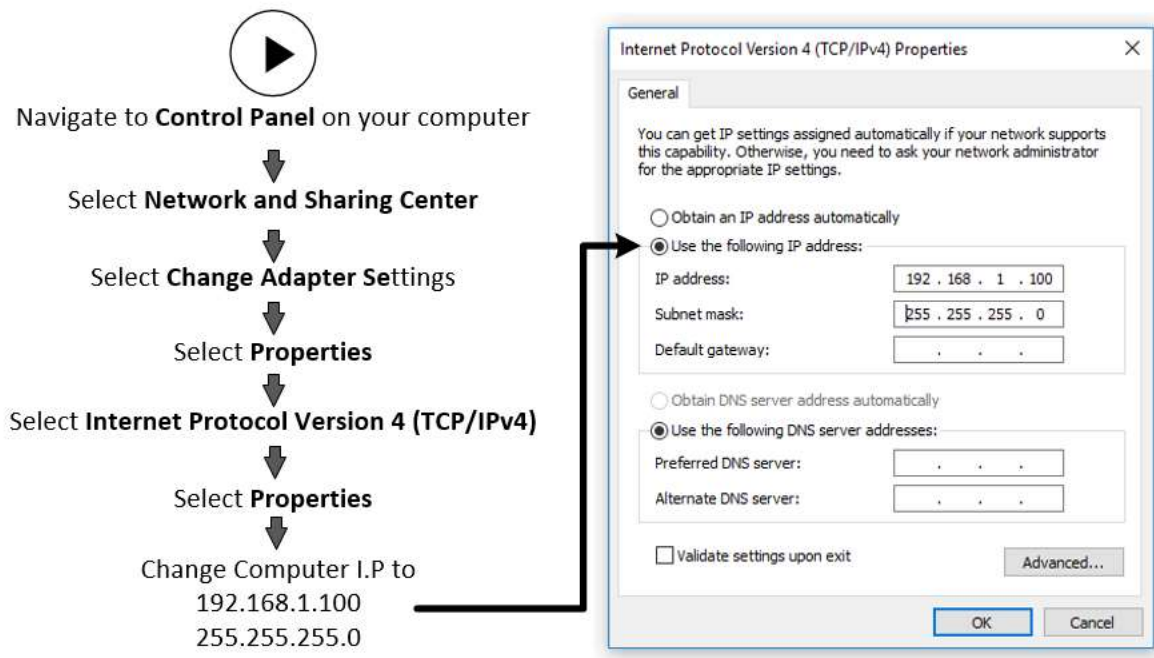 Navigate to Control Panel on your computer
Select Network and Sharing Center
Select Change Adapter Settings
Select Properties
Select Internet Protocol Version 4 (TCP/IPv4)
Select Properties
Change Computer I.P to
192.168.1.100
255.255.255.0
Internet Protocol Version 4 (TCP/IPv4) Properties
General
You can get IP settings assigned automatically if your network supports
this capability. Otherwise, you need to ask your network administrator
for the appropriate IP settings.
Obtain an IP address automatically
Use the following IP address:
IP address: 192 . 168 . 1 . 100
Subnet mask: 255 . 255 . 255 . 0
Default gateway: . . .
Obtain DNS server address automatically
Use the following DNS server addresses:
Preferred DNS server: . . .
Alternate DNS server: . . .
Validate settings upon exit
Advanced...
OK Cancel